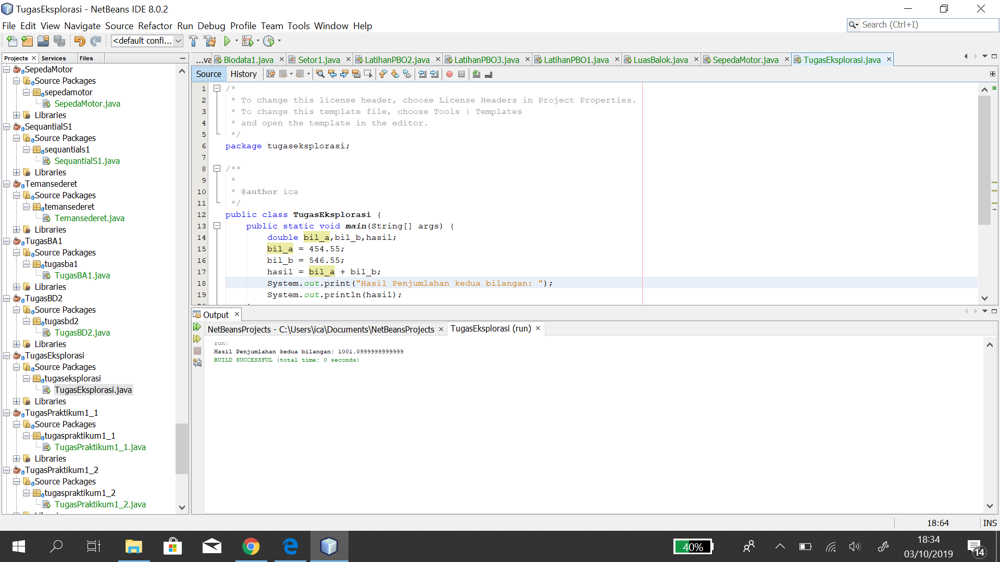 TugasEksplorasi - NetBeans IDE 8.0.2
File Edit View Navigate Source Refactor Run Debug Profile Team Tools Window Help
Search (Ctrl+I)
<default confi...
Projects Services Files
SepedaMotor
Source Packages
sepedamotor
SepedaMotor.java
Libraries
SequantialS1
Source Packages
sequantials1
SequantialS1.java
Libraries
Temansederet
Source Packages
temansederet
Temansederet.java
Libraries
TugasBA1
Source Packages
tugasba1
TugasBA1.java
Libraries
TugasBD2
Source Packages
tugasbd2
TugasBD2.java
Libraries
TugasEksplorasi
Source Packages
tugaseksplorasi
TugasEksplorasi.java
Libraries
TugasPraktikum1_1
Source Packages
tugaspraktikum1_1
TugasPraktikum1_1.java
Libraries
TugasPraktikum1_2
Source Packages
tugaspraktikum1_2
TugasPraktikum1_2.java
...va Biodata1.java Setor1.java LatihanPBO2.java LatihanPBO3.java LatihanPBO1.java LuasBalok.java SepedaMotor.java TugasEksplorasi.java
Source History
1 /*
2 * To change this license header, choose License Headers in Project Properties.
3 * To change this template file, choose Tools | Templates
4 * and open the template in the editor.
5 */
6 package tugaseksplorasi;
7
8 /**
9 *
10 * @author ica
11 */
12 public class TugasEksplorasi {
13 public static void main(String[] args) {
14 double bil_a,bil_b,hasil;
15 bil_a = 454.55;
16 bil_b = 546.55;
17 hasil = bil_a + bil_b;
18 System.out.print("Hasil Penjumlahan kedua bilangan: ");
19 System.out.println(hasil);
Output
NetBeansProjects - C:\Users\ica\Documents\NetBeansProjects TugasEksplorasi (run)
run:
Hasil Penjumlahan kedua bilangan: 1001.0999999999999
BUILD SUCCESSFUL (total time: 0 seconds)
18:64 INS
40%
18:34
03/10/2019
14